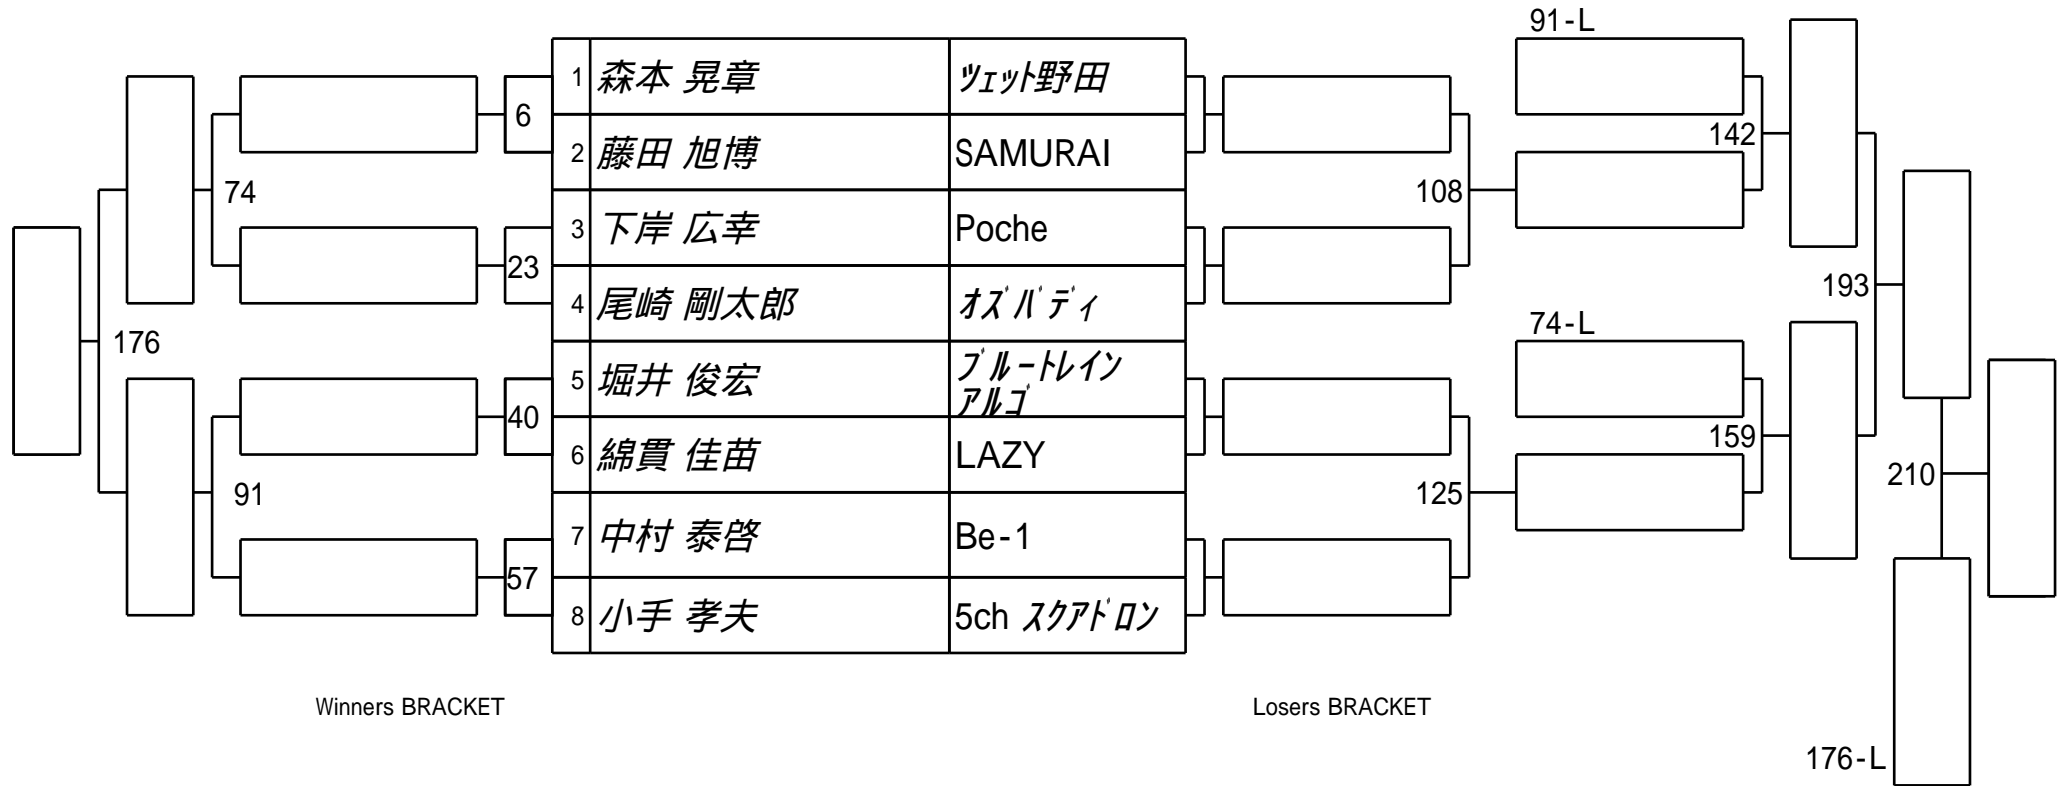 91-L
1 森本 晃章 ツェット野田
6
2 藤田 旭博 SAMURAI
142
74
108
3 下岸 広幸 Poche
23
4 尾崎 剛太郎 オズバディ
193
176
74-L
5 堀井 俊宏 ブルートレイン
アルゴ
40
6 綿貫 佳苗 LAZY
159
91
125
210
7 中村 泰啓 Be-1
57
8 小手 孝夫 5ch スクアドロン
Winners BRACKET
Losers BRACKET
176-L